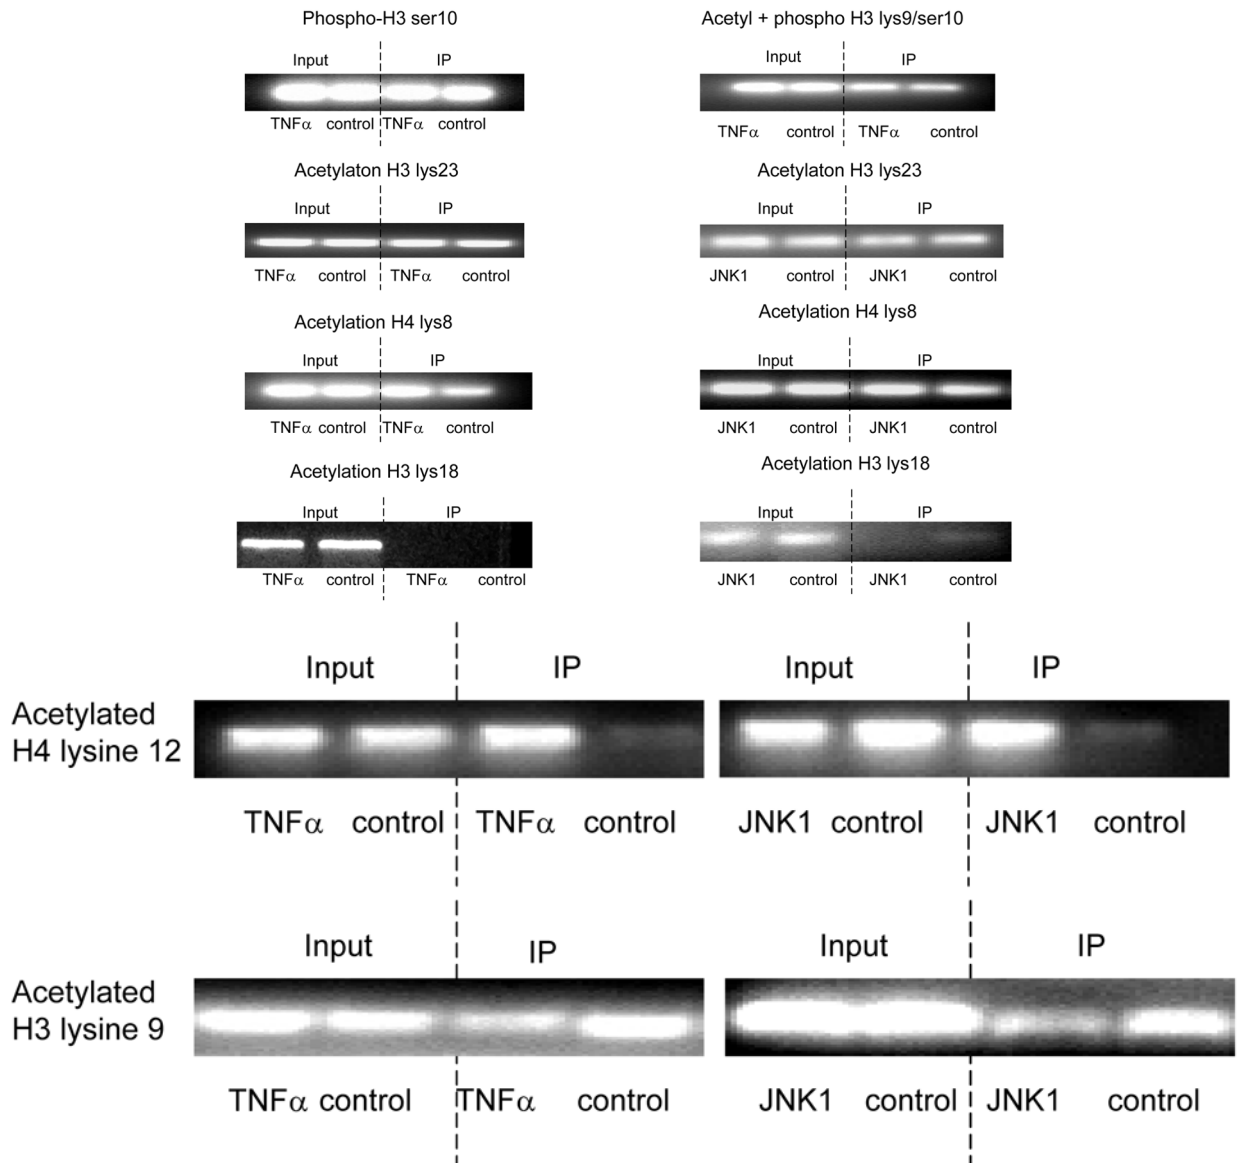 Phospho-H3 ser10
Input IP
TNFα control TNFα control
Acetyl + phospho H3 lys9/ser10
Input IP
TNFα control TNFα control
Acetylaton H3 lys23
Input IP
TNFα control TNFα control
Acetylation H3 lys23
Input IP
JNK1 control JNK1 control
Acetylation H4 lys8
Input IP
TNFα control TNFα control
Acetylation H4 lys8
Input IP
JNK1 control JNK1 control
Acetylation H3 lys18
Input IP
TNFα control TNFα control
Acetylation H3 lys18
Input IP
JNK1 control JNK1 control
Input IP Input IP
Acetylated
H4 lysine 12
TNFα control TNFα control JNK1 control JNK1 control
Input IP Input IP
Acetylated
H3 lysine 9
TNFα control TNFα control JNK1 control JNK1 control